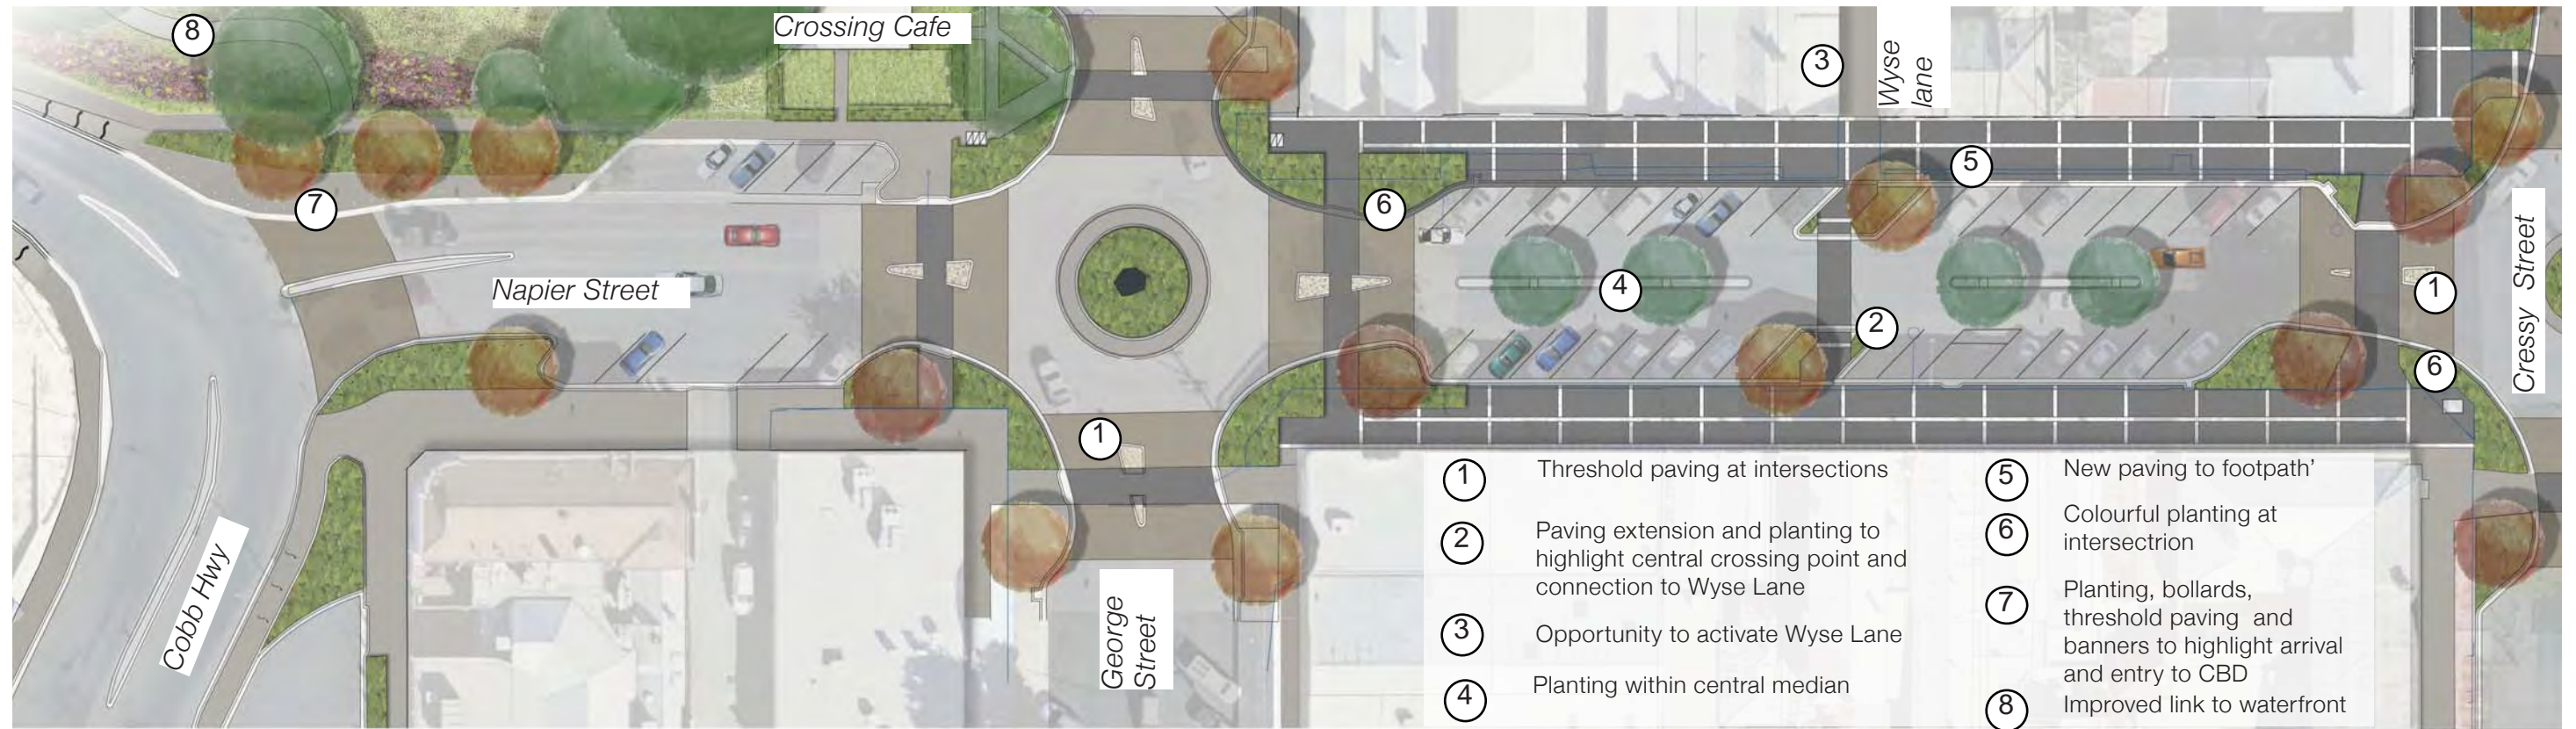 8
Crossing Cafe
3
Wyse
lane
5
7
6
Napier Street
4
2
1
Cressy Street
6
1
Cobb Hwy
George
Street
1 Threshold paving at intersections
2 Paving extension and planting to
highlight central crossing point and
connection to Wyse Lane
3 Opportunity to activate Wyse Lane
4 Planting within central median
5 New paving to footpath’
6 Colourful planting at
intersectrion
7 Planting, bollards,
threshold paving and
banners to highlight arrival
and entry to CBD
8 Improved link to waterfront